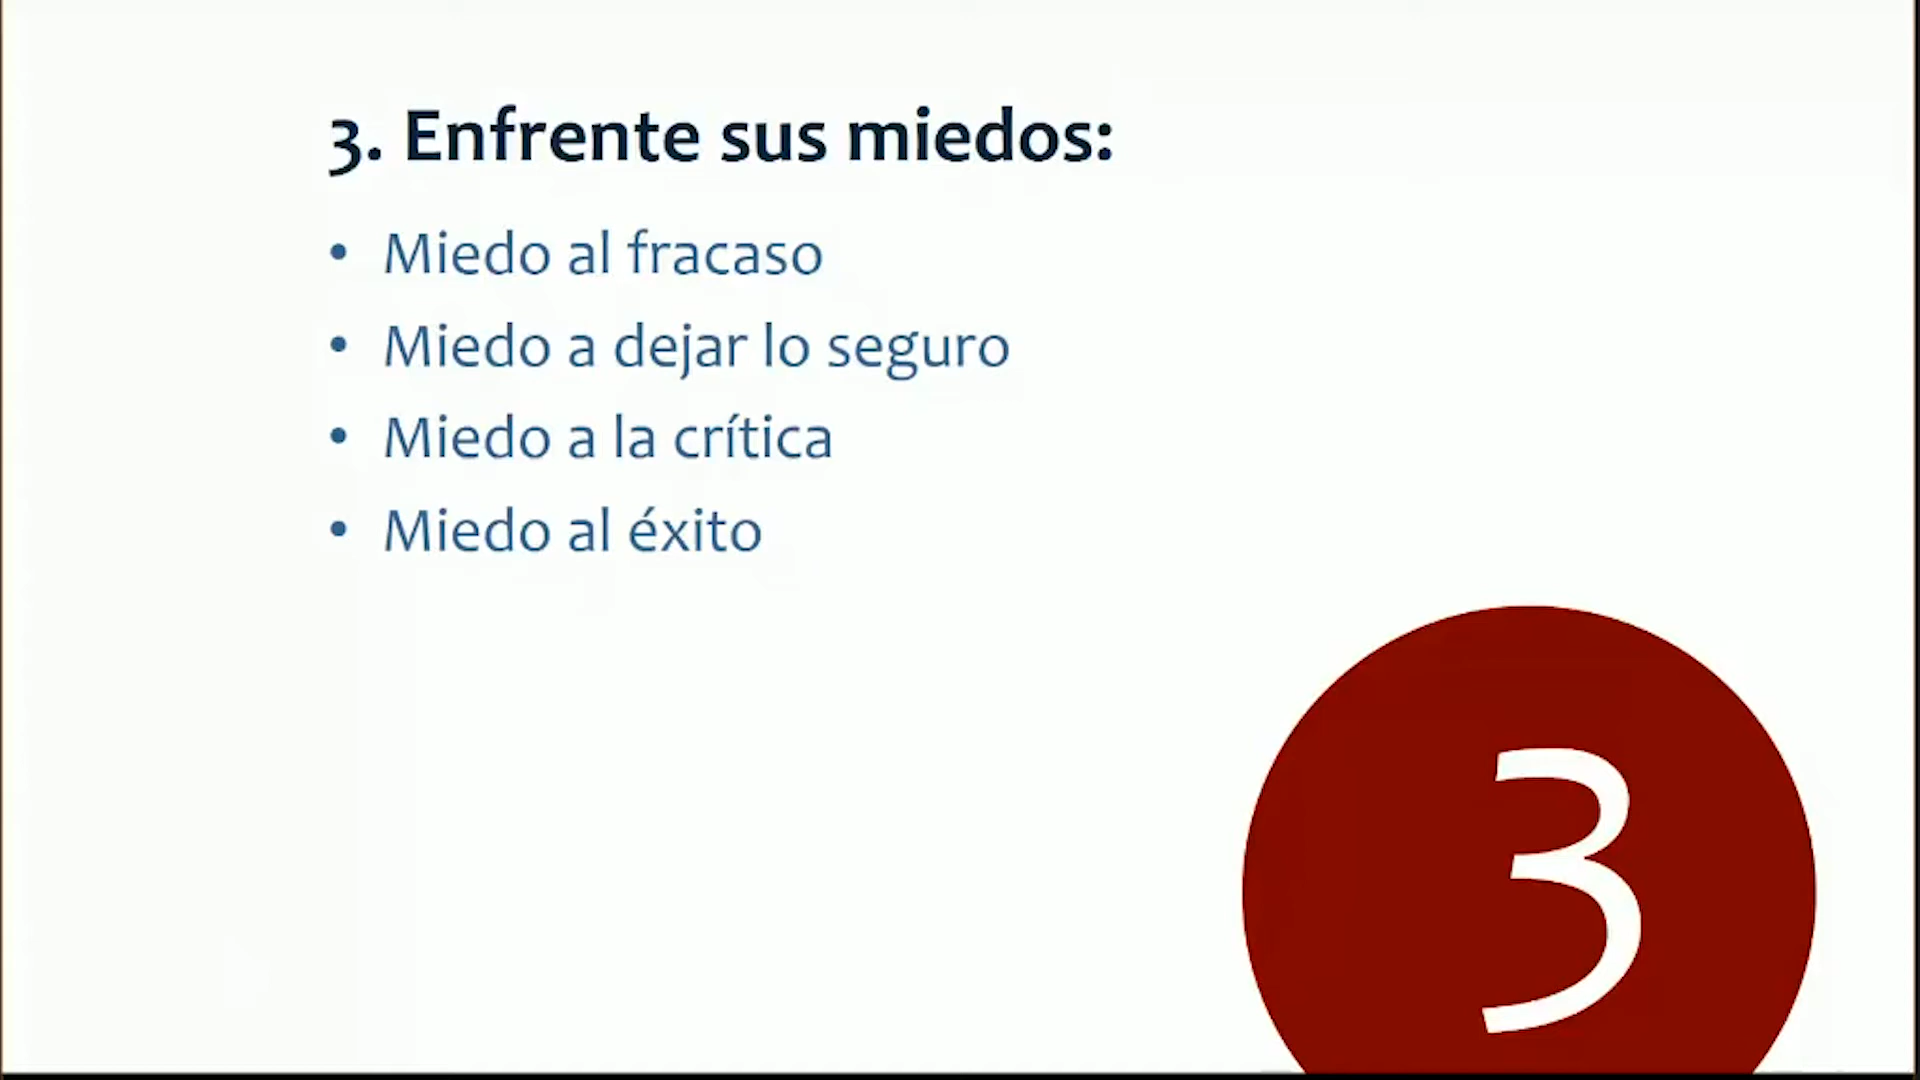 3. Enfrente sus miedos:
• Miedo al fracaso
• Miedo a dejar lo seguro
• Miedo a la crítica
• Miedo al éxito
3